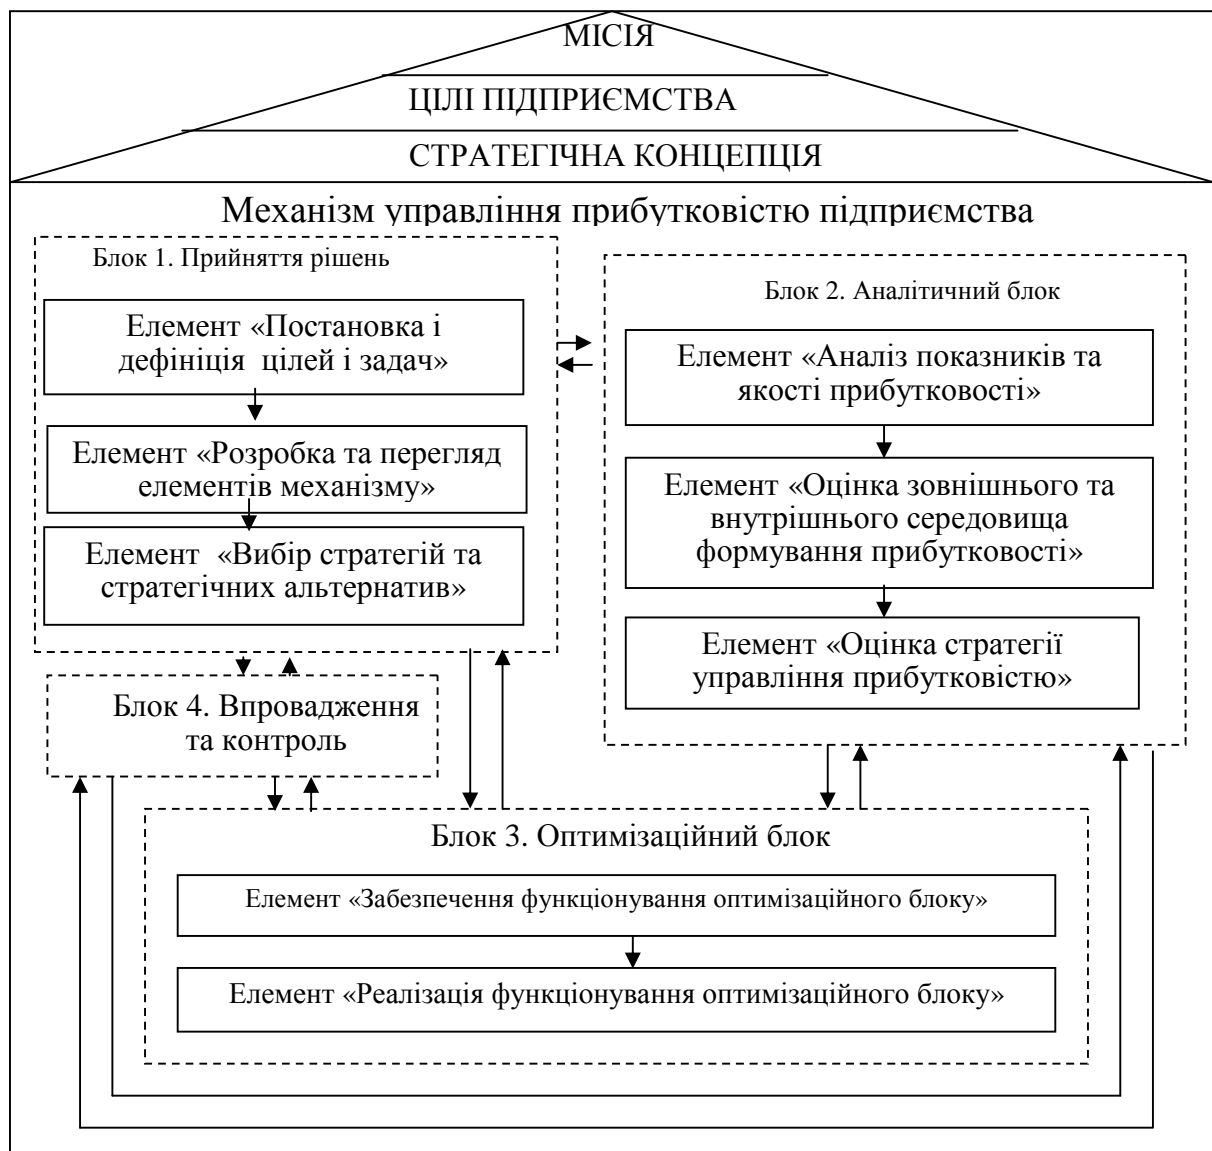 МІСІЯ
ЦІЛІ ПІДПРИЄМСТВА
СТРАТЕГІЧНА КОНЦЕПЦІЯ
Механізм управління прибутковістю підприємства
Блок 1. Прийняття рішень
Елемент «Постановка і
дефініція цілей і задач»
Елемент «Розробка та перегляд
елементів механізму»
Елемент «Вибір стратегій та
стратегічних альтернатив»
Блок 2. Аналітичний блок
Елемент «Аналіз показників та
якості прибутковості»
Елемент «Оцінка зовнішнього та
внутрішнього середовища
формування прибутковості»
Елемент «Оцінка стратегії
управління прибутковістю»
Блок 4. Впровадження
та контроль
Блок 3. Оптимізаційний блок
Елемент «Забезпечення функціонування оптимізаційного блоку»
Елемент «Реалізація функціонування оптимізаційного блоку»